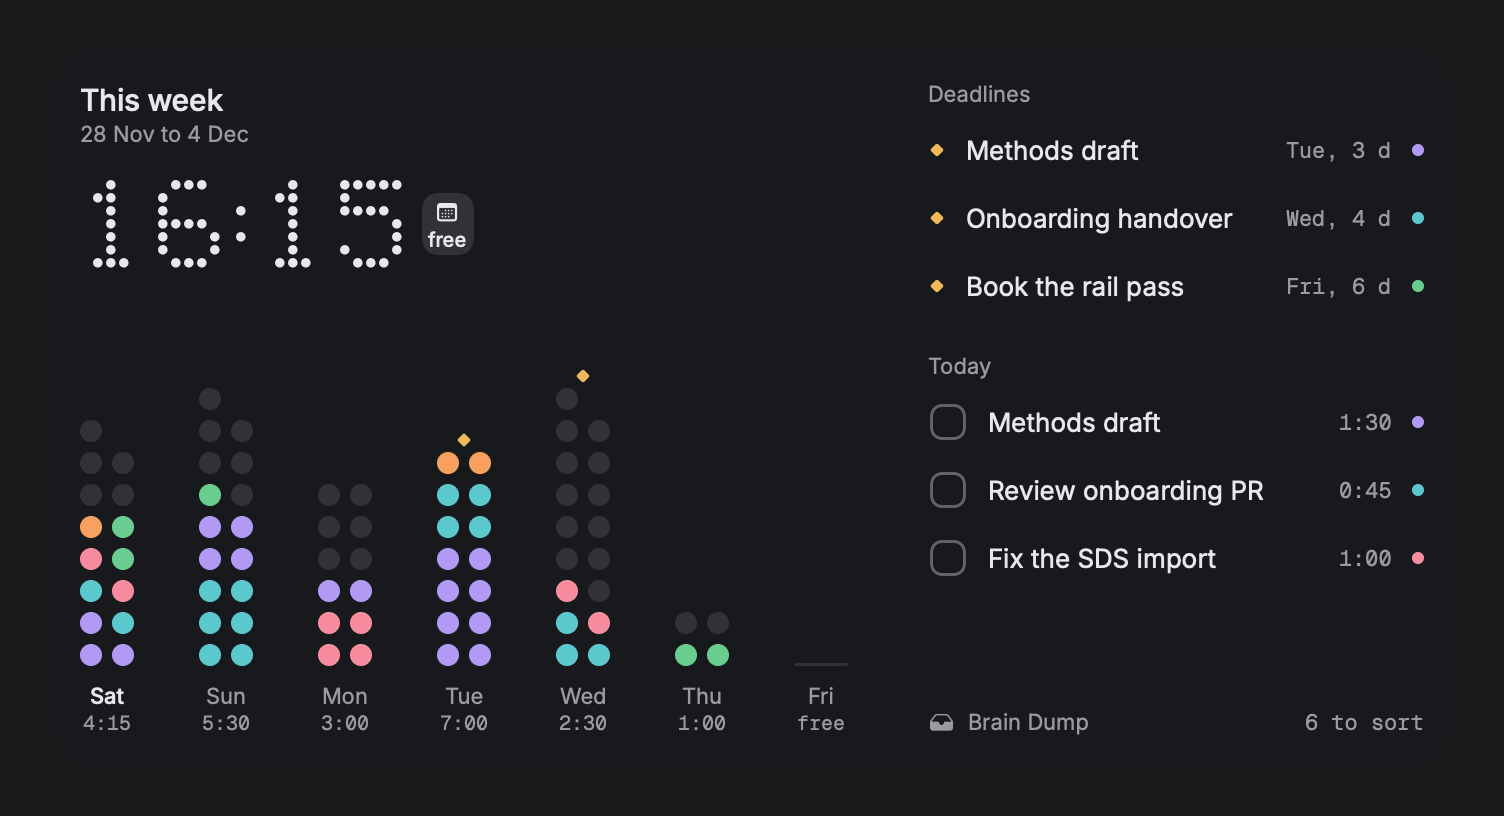 This week
28 Nov to 4 Dec
16:15
free
Sat
4:15
Sun
5:30
Mon
3:00
Tue
7:00
Wed
2:30
Thu
1:00
Fri
free
Deadlines
Methods draft Tue, 3 d
Onboarding handover Wed, 4 d
Book the rail pass Fri, 6 d
Today
Methods draft 1:30
Review onboarding PR 0:45
Fix the SDS import 1:00
Brain Dump 6 to sort